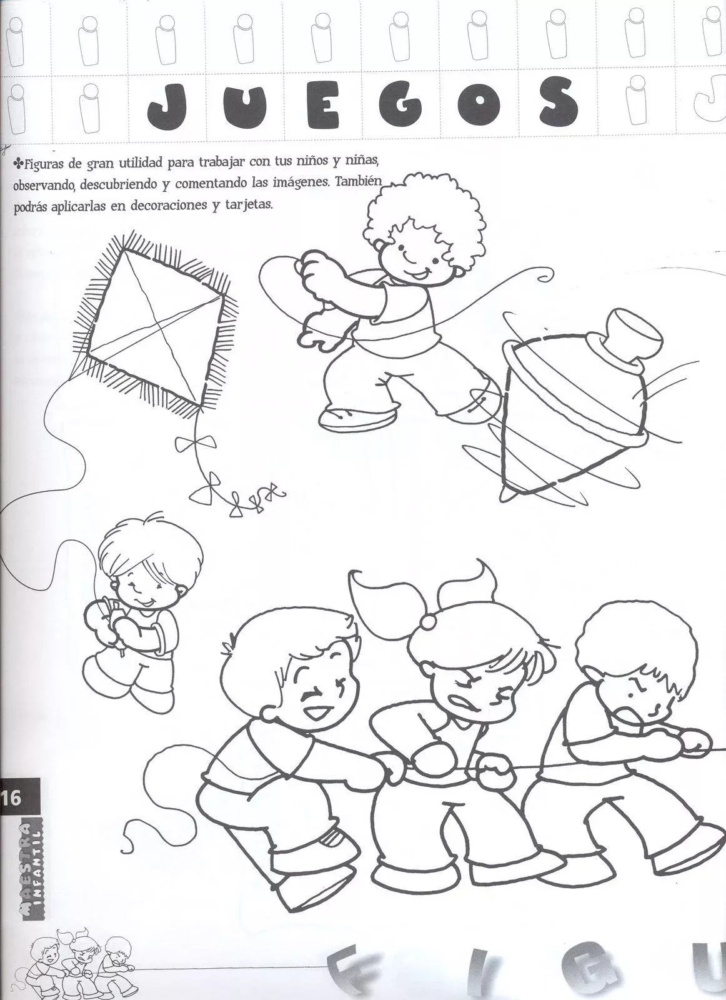 i i i i i i i i i i
i i JUEGOS i J
✤Figuras de gran utilidad para trabajar con tus niños y niñas,
observando, descubriendo y comentando las imágenes. También
podrás aplicarlas en decoraciones y tarjetas.
16
MAESTRA
INFANTIL
FIGU